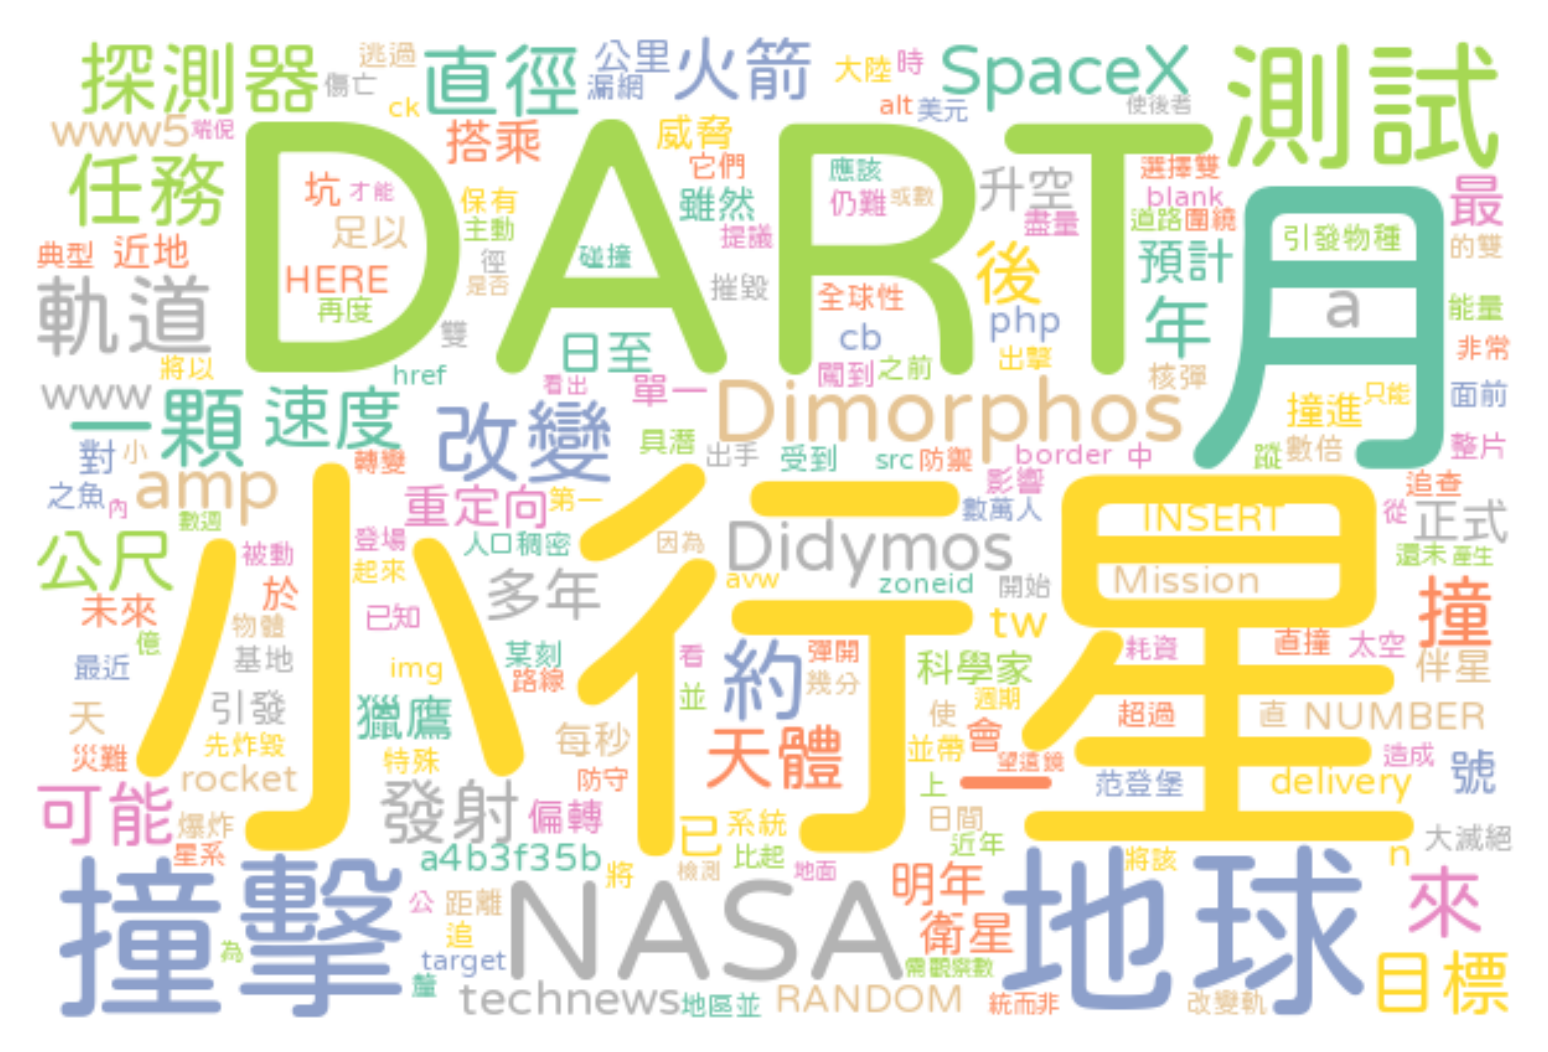 探測器 傷亡 逃過 ck 直徑 公里 漏網 火箭 大陸 時 alt 美元 SpaceX 使後者 測試
www5 端倪 搭乘 威脅 它們 選擇雙 blank
任務 DART 月 最
坑 才能 足以 保有 主動 雖然 提議 應該 仍難 或數 升空 盡量 道路 圍繞 引發物種 的雙
典型 近地 HERE 再度 徑 是否 碰撞 摧毀 全球性 後 php 預計 a 能量
軌道 雙 日至 cb 出擊 年 非常
將以 href 看出 單一 闖到 之前 核彈
www 一顆 速度 改變 Dimorphos 撞進 只能 面前
對 小 轉變 具潛 出手 受到 src 防禦 border 中 蹤 數倍 整片
之魚 內 amp 數週 重定向 第一 影響 數萬人 INSERT 追查 從 正式
小行星
公尺 被動 登場 起來 人口稠密 因為 Didymos avw zoneid 開始 Mission 還未 產生
未來 億 於 物體 已知 多年 tw 撞
最近 基地 img 某刻 路線 看 並 約 彈開 幾分 科學家 週期 耗資 直撞 太空 伴星
天 引發 獵鷹 每秒 使 會 超過 直 NUMBER
災難 先炸毀 特殊 防守 天體 並帶 望遠鏡 造成 號
rocket 上 一 范登堡 delivery
可能 爆炸 發射 偏轉 已 系統 日間 大滅絕
星系 a4b3f35b 將 檢測 比起 地面 近年 將該 n
撞擊 公 距離 追 NASA 明年 地球 來
為 target 釐 衛星 需觀察數 目標
technews 地區並 RANDOM 統而非 改變軌